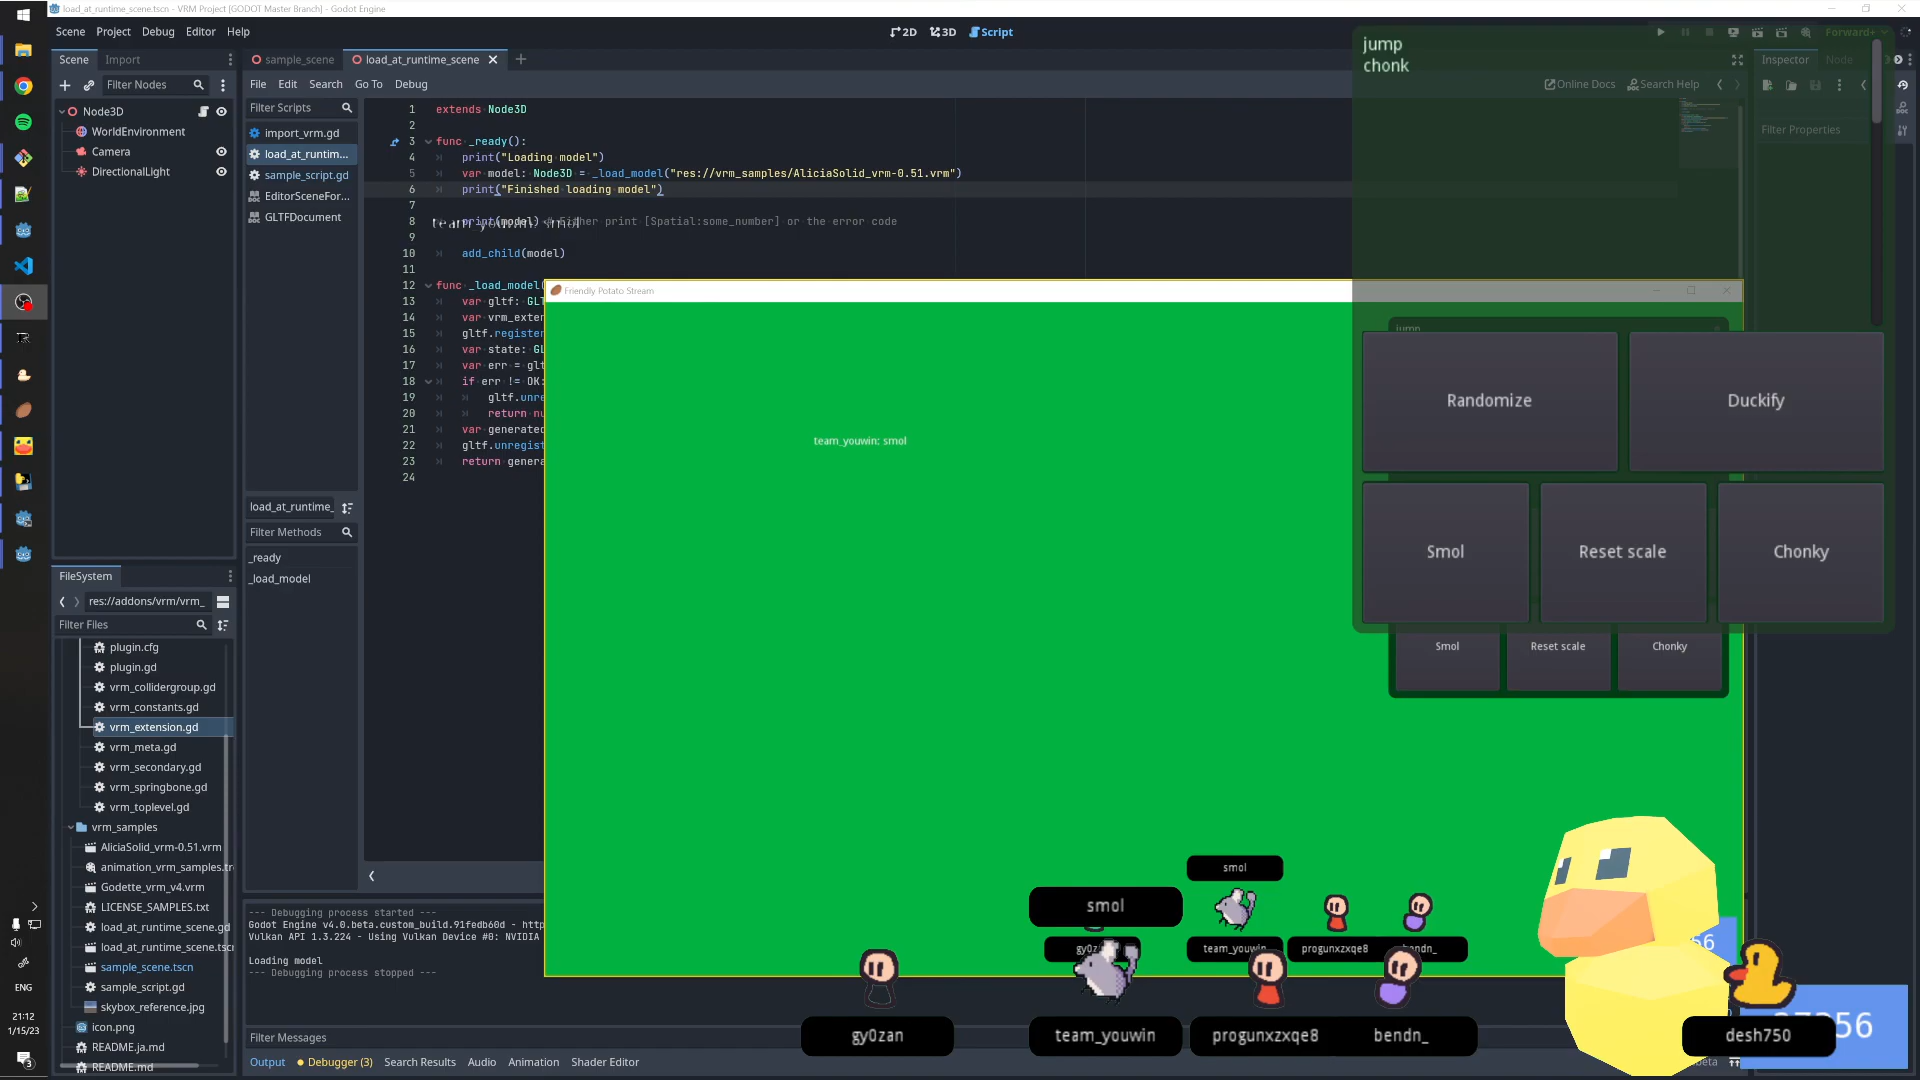 load_at_runtime_scene.tscn - VRM Project [GODOT Master Branch] - Godot Engine
Scene Project Debug Editor Help
2D 3D Script
Forward+
Scene Import
Filter Nodes
Node3D
WorldEnvironment
Camera
DirectionalLight
sample_scene load_at_runtime_scene
File Edit Search Go To Debug
Online Docs Search Help
Filter Scripts
import_vrm.gd
load_at_runtim...
sample_script.gd
EditorSceneFor...
GLTFDocument
load_at_runtime_
Filter Methods
_ready
_load_model
1 extends Node3D
2
3 func _ready():
4 print("Loading model")
5 var model: Node3D = _load_model("res://vrm_samples/AliciaSolid_vrm-0.51.vrm")
6 print("Finished loading model")
7
8 print(model) # Either print [Spatial:some_number] or the error code
9
10 add_child(model)
11
12 func _load_model(
13 var gltf: GLT
14 var vrm_exten
15 gltf.register
16 var state: GL
17 var err = glt
18 if err != OK:
19 gltf.unre
20 return nu
21 var generated
22 gltf.unregist
23 return genera
24
Inspector Node
Filter Properties
jump
chonk
Friendly Potato Stream
jump
team_youwin: smol
Randomize Duckify
Smol Reset scale Chonky
Smol Reset scale Chonky
FileSystem
res://addons/vrm/vrm_
Filter Files
plugin.cfg
plugin.gd
vrm_collidergroup.gd
vrm_constants.gd
vrm_extension.gd
vrm_meta.gd
vrm_secondary.gd
vrm_springbone.gd
vrm_toplevel.gd
vrm_samples
AliciaSolid_vrm-0.51.vrm
animation_vrm_samples.tr
Godette_vrm_v4.vrm
LICENSE_SAMPLES.txt
load_at_runtime_scene.gd
load_at_runtime_scene.tscn
sample_scene.tscn
sample_script.gd
skybox_reference.jpg
icon.png
README.ja.md
README.md
--- Debugging process started ---
Godot Engine v4.0.beta.custom_build.91fedb60d - http
Vulkan API 1.3.224 - Using Vulkan Device #0: NVIDIA
Loading model
--- Debugging process stopped ---
Filter Messages
Output Debugger (3) Search Results Audio Animation Shader Editor
smol
smol
team_youwin progunxzxqe8 bendn_
gy0zan team_youwin progunxzxqe8 bendn_ desh750
56
beta
ENG
21:12
1/15/23
3